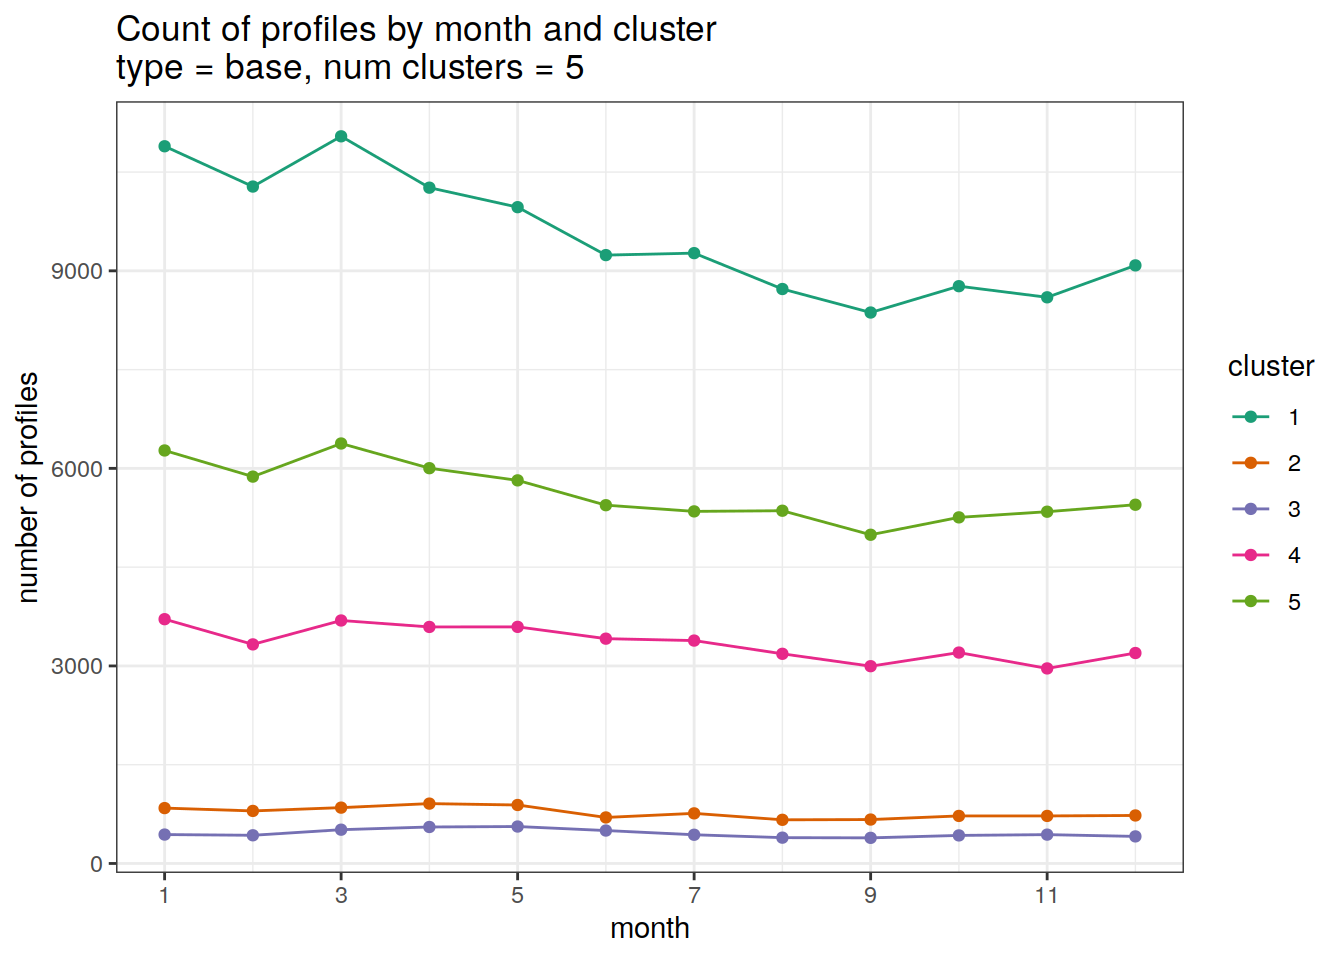 Count of profiles by month and cluster
type = base, num clusters = 5
number of profiles
9000
6000
3000
0
1 3 5 7 9 11
month
cluster
1
2
3
4
5